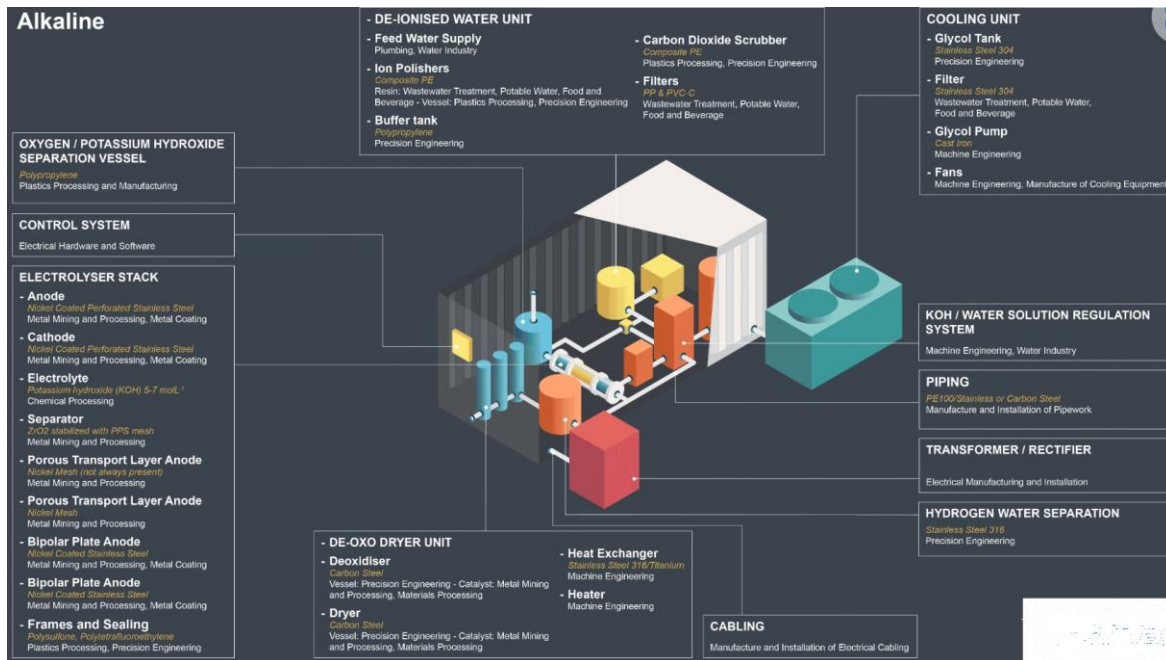 Alkaline
- DE-IONISED WATER UNIT
- Feed Water Supply
Plumbing, Water Industry
- Ion Polishers
Composite PE
Resin: Wastewater Treatment, Potable Water, Food and
Beverage - Vessel: Plastics Processing, Precision Engineering
- Buffer tank
Polypropylene
Precision Engineering
- Carbon Dioxide Scrubber
Composite PE
Plastics Processing, Precision Engineering
- Filters
PP & PVC-C
Wastewater Treatment, Potable Water,
Food and Beverage
COOLING UNIT
- Glycol Tank
Stainless Steel 304
Precision Engineering
- Filter
Stainless Steel 304
Wastewater Treatment, Potable Water,
Food and Beverage
- Glycol Pump
Cast Iron
Machine Engineering
- Fans
Machine Engineering, Manufacture of Cooling Equipment
OXYGEN / POTASSIUM HYDROXIDE
SEPARATION VESSEL
Polypropylene
Plastics Processing and Manufacturing
CONTROL SYSTEM
Electrical Hardware and Software
ELECTROLYSER STACK
- Anode
Nickel Coated Perforated Stainless Steel
Metal Mining and Processing, Metal Coating
- Cathode
Nickel Coated Perforated Stainless Steel
Metal Mining and Processing, Metal Coating
- Electrolyte
Potassium hydroxide (KOH) 5-7 molL⁻¹
Chemical Processing
- Separator
ZrO2 stabilized with PPS mesh
Metal Mining and Processing
- Porous Transport Layer Anode
Nickel Mesh (not always present)
Metal Mining and Processing
- Porous Transport Layer Anode
Nickel Mesh
Metal Mining and Processing
- Bipolar Plate Anode
Nickel Coated Stainless Steel
Metal Mining and Processing, Metal Coating
- Bipolar Plate Anode
Nickel Coated Stainless Steel
Metal Mining and Processing, Metal Coating
- Frames and Sealing
Polysulfone, Polytetrafluoroethylene
Plastics Processing, Precision Engineering
KOH / WATER SOLUTION REGULATION
SYSTEM
Machine Engineering, Water Industry
PIPING
PE100/Stainless or Carbon Steel
Manufacture and Installation of Pipework
TRANSFORMER / RECTIFIER
Electrical Manufacturing and Installation
HYDROGEN WATER SEPARATION
Stainless Steel 316
Precision Engineering
- DE-OXO DRYER UNIT
- Deoxidiser
Carbon Steel
Vessel: Precision Engineering - Catalyst: Metal Mining
and Processing, Materials Processing
- Dryer
Carbon Steel
Vessel: Precision Engineering - Catalyst: Metal Mining
and Processing, Materials Processing
- Heat Exchanger
Stainless Steel 316/Titanium
Machine Engineering
- Heater
Machine Engineering
CABLING
Manufacture and Installation of Electrical Cabling